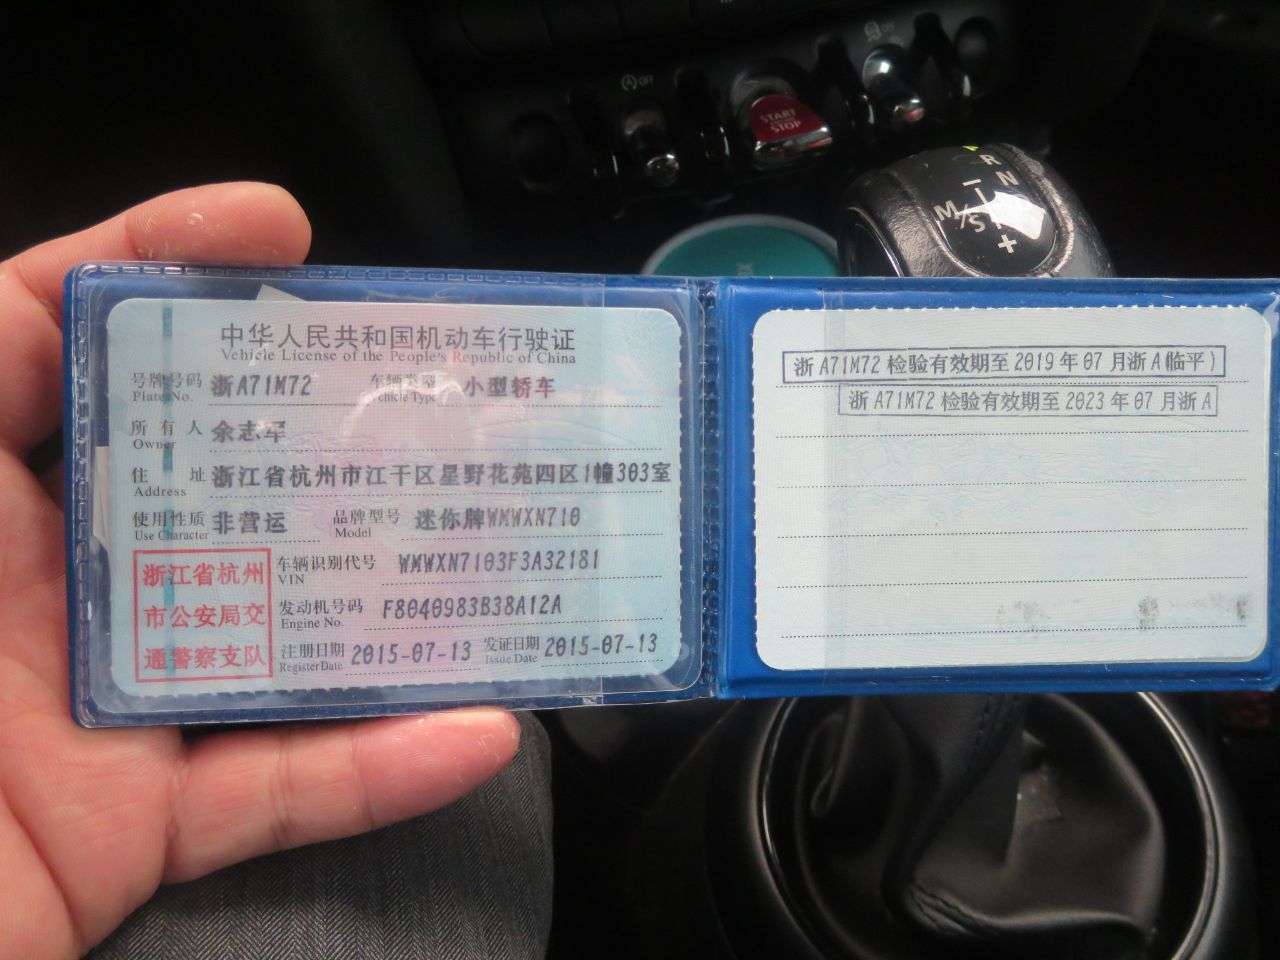 OFF
OFF
START
STOP
R
N
M/S
+
中华人民共和国机动车行驶证
Vehicle License of the People's Republic of China
号牌号码 浙A71M72 车辆类型 小型轿车
Plate No. Vehicle Type
所有人 余志军
Owner
住址 浙江省杭州市江干区星野花苑四区1幢303室
Address
使用性质 非营运 品牌型号 迷你牌WMWXN710
Use Character Model
浙江省杭州
市公安局交
通警察支队
车辆识别代号 WMWXN7103F3A32181
VIN
发动机号码 F8040983B38A12A
Engine No.
注册日期 2015-07-13 发证日期 2015-07-13
Register Date Issue Date
浙A71M72检验有效期至2019年07月浙A(临平)
浙A71M72检验有效期至2023年07月浙A